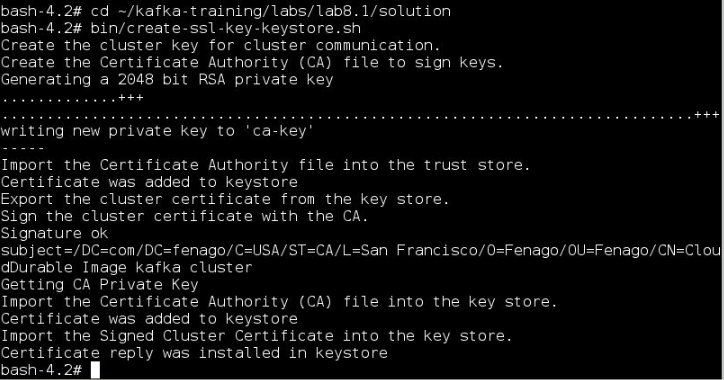 bash-4.2# cd ~/kafka-training/labs/lab8.1/solution
bash-4.2# bin/create-ssl-key-keystore.sh
Create the cluster key for cluster communication.
Create the Certificate Authority (CA) file to sign keys.
Generating a 2048 bit RSA private key
.............+++
............................................................................+++
writing new private key to 'ca-key'
-----
Import the Certificate Authority file into the trust store.
Certificate was added to keystore
Export the cluster certificate from the key store.
Sign the cluster certificate with the CA.
Signature ok
subject=/DC=com/DC=fenago/C=USA/ST=CA/L=San Francisco/O=Fenago/OU=Fenago/CN=Clou
dDurable Image kafka cluster
Getting CA Private Key
Import the Certificate Authority (CA) file into the key store.
Certificate was added to keystore
Import the Signed Cluster Certificate into the key store.
Certificate reply was installed in keystore
bash-4.2#